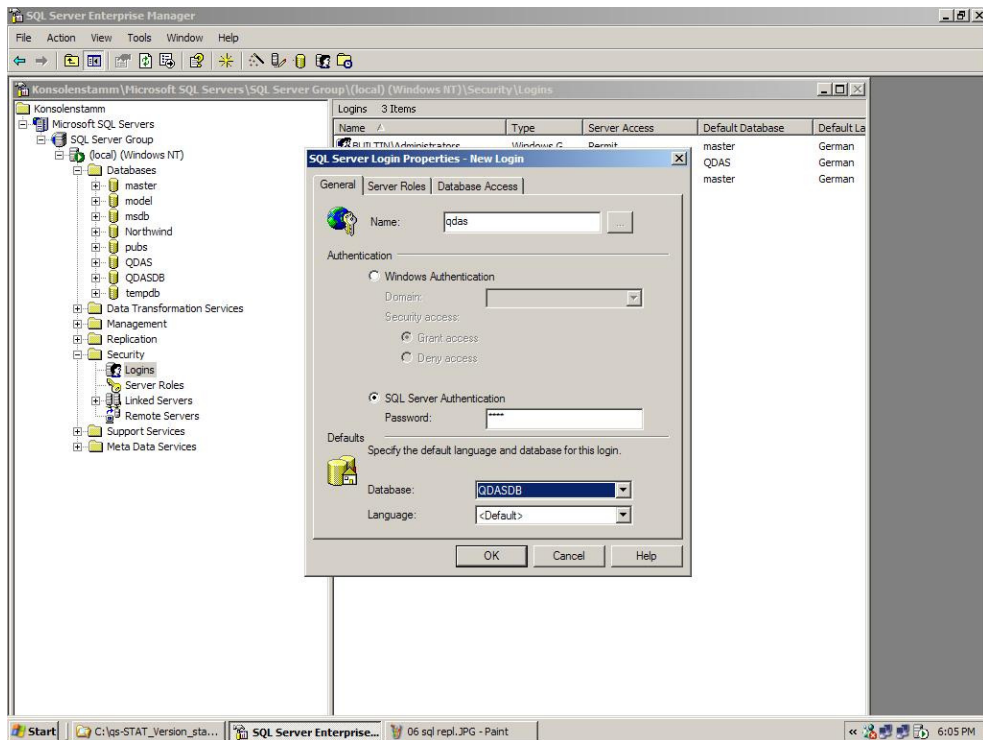 SQL Server Enterprise Manager
File Action View Tools Window Help
Konsolenstamm\Microsoft SQL Servers\SQL Server Group\(local) (Windows NT)\Security\Logins
Konsolenstamm
Microsoft SQL Servers
SQL Server Group
(local) (Windows NT)
Databases
master
model
msdb
Northwind
pubs
QDAS
QDASDB
tempdb
Data Transformation Services
Management
Replication
Security
Logins
Server Roles
Linked Servers
Remote Servers
Support Services
Meta Data Services
Logins 3 Items
Name Type Server Access Default Database Default La
BUILTIN\Administrators Windows G Permit master German
QDAS German
master German
SQL Server Login Properties - New Login
General Server Roles Database Access
Name: qdas ...
Authentication
Windows Authentication
Domain:
Security access:
Grant access
Deny access
SQL Server Authentication
Password: ****
Defaults
Specify the default language and database for this login.
Database: QDASDB
Language: <Default>
OK Cancel Help
Start C:\qs-STAT_Version_sta... SQL Server Enterprise... 06 sql repl.JPG - Paint « 6:05 PM